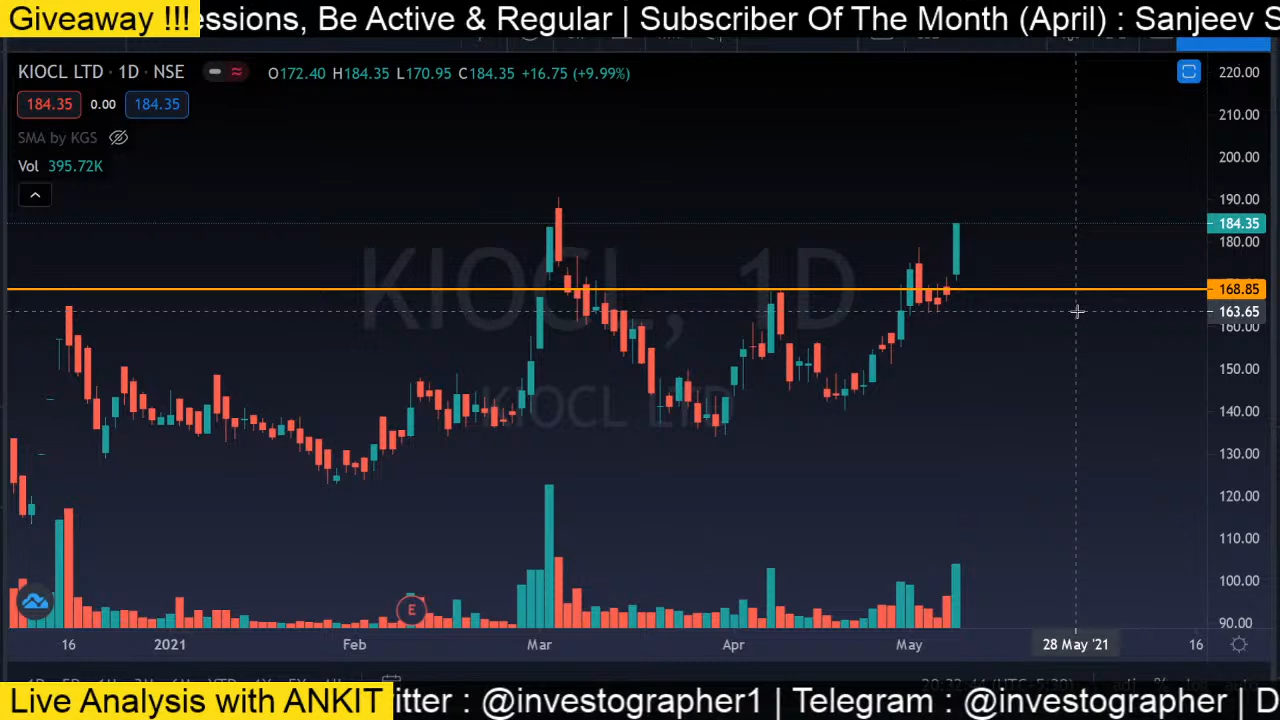 Giveaway !!! essions, Be Active & Regular | Subscriber Of The Month (April) : Sanjeev S
KIOCL LTD · 1D · NSE O172.40 H184.35 L170.95 C184.35 +16.75 (+9.99%)
184.35 0.00 184.35
SMA by KGS
Vol 395.72K
KIOCL, 1D
KIOCL LTD
220.00
210.00
200.00
190.00
184.35
180.00
168.85
163.65
160.00
150.00
140.00
130.00
120.00
110.00
100.00
90.00
E
16 2021 Feb Mar Apr May 28 May '21 16
Live Analysis with ANKIT itter : @investographer1 | Telegram : @investographer | D